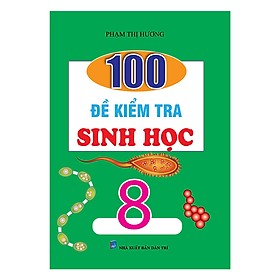 PHẠM THỊ HƯƠNG
100
ĐỀ KIỂM TRA
SINH HỌC
8
NHÀ XUẤT BẢN DÂN TRÍ